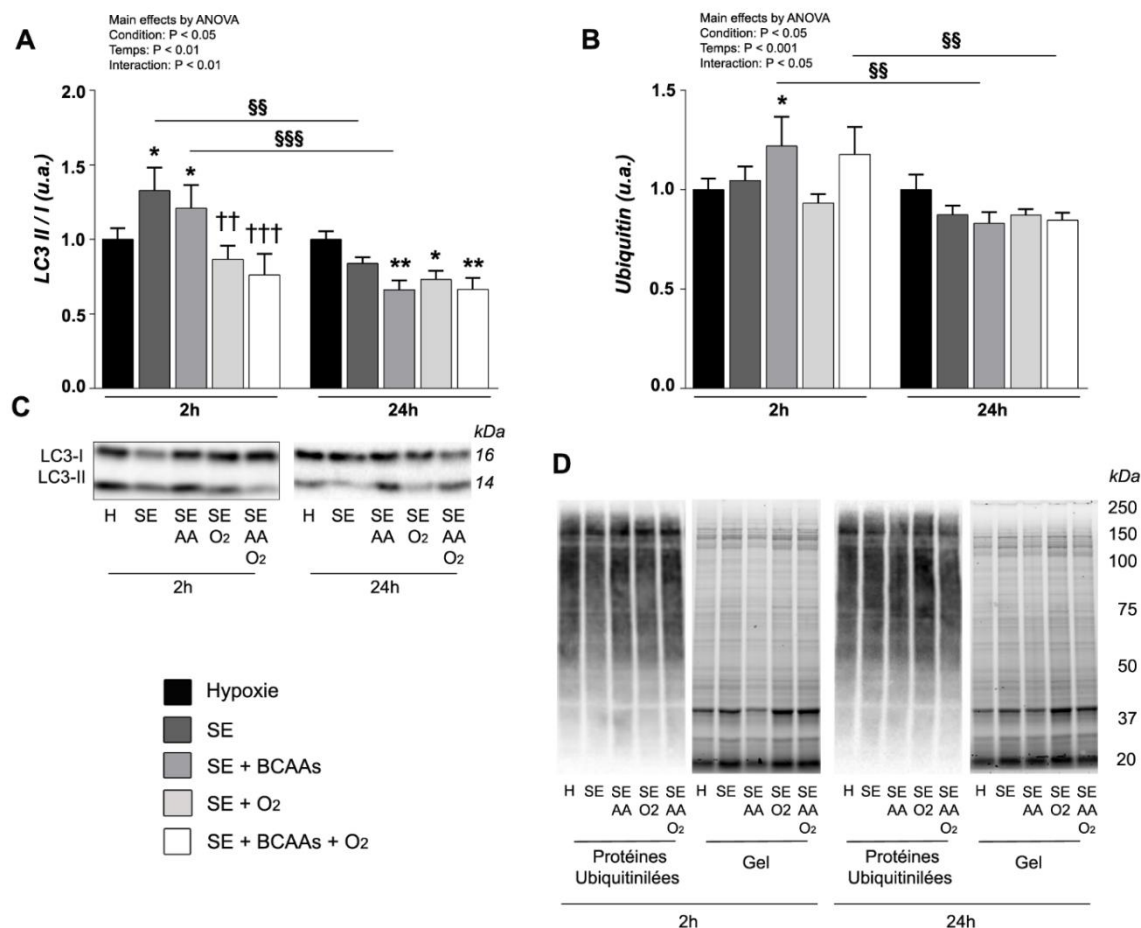 A
Main effects by ANOVA
Condition: P < 0.05
Temps: P < 0.01
Interaction: P < 0.01
LC3 II / I (u.a.)
2.0
1.5
1.0
0.5
0.0
§§
§§§
*
*
††
†††
**
*
**
2h
24h
B
Main effects by ANOVA
Condition: P < 0.05
Temps: P < 0.001
Interaction: P < 0.05
Ubiquitin (u.a.)
1.5
1.0
0.5
0.0
§§
§§
*
2h
24h
C
kDa
LC3-I
16
LC3-II
14
H SE SE SE SE
AA O2 AA
O2
H SE SE SE SE
AA O2 AA
O2
2h
24h
Hypoxie
SE
SE + BCAAs
SE + O2
SE + BCAAs + O2
D
kDa
250
150
100
75
50
37
20
H SE SE SE SE
AA O2 AA
O2
H SE SE SE SE
AA O2 AA
O2
H SE SE SE SE
AA O2 AA
O2
H SE SE SE SE
AA O2 AA
O2
Protéines
Ubiquitinilées
Gel
Protéines
Ubiquitinilées
Gel
2h
24h